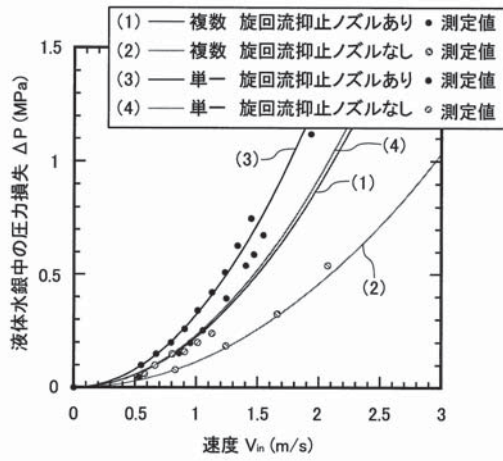 (1) 複数 旋回流抑止ノズルあり 測定値
(2) 複数 旋回流抑止ノズルなし 測定値
(3) 単一 旋回流抑止ノズルあり 測定値
(4) 単一 旋回流抑止ノズルなし 測定値
1.5
1
0.5
0
液体水銀中の圧力損失 ΔP (MPa)
(3)
(4)
(1)
(2)
0 0.5 1 1.5 2 2.5 3
速度 Vin (m/s)